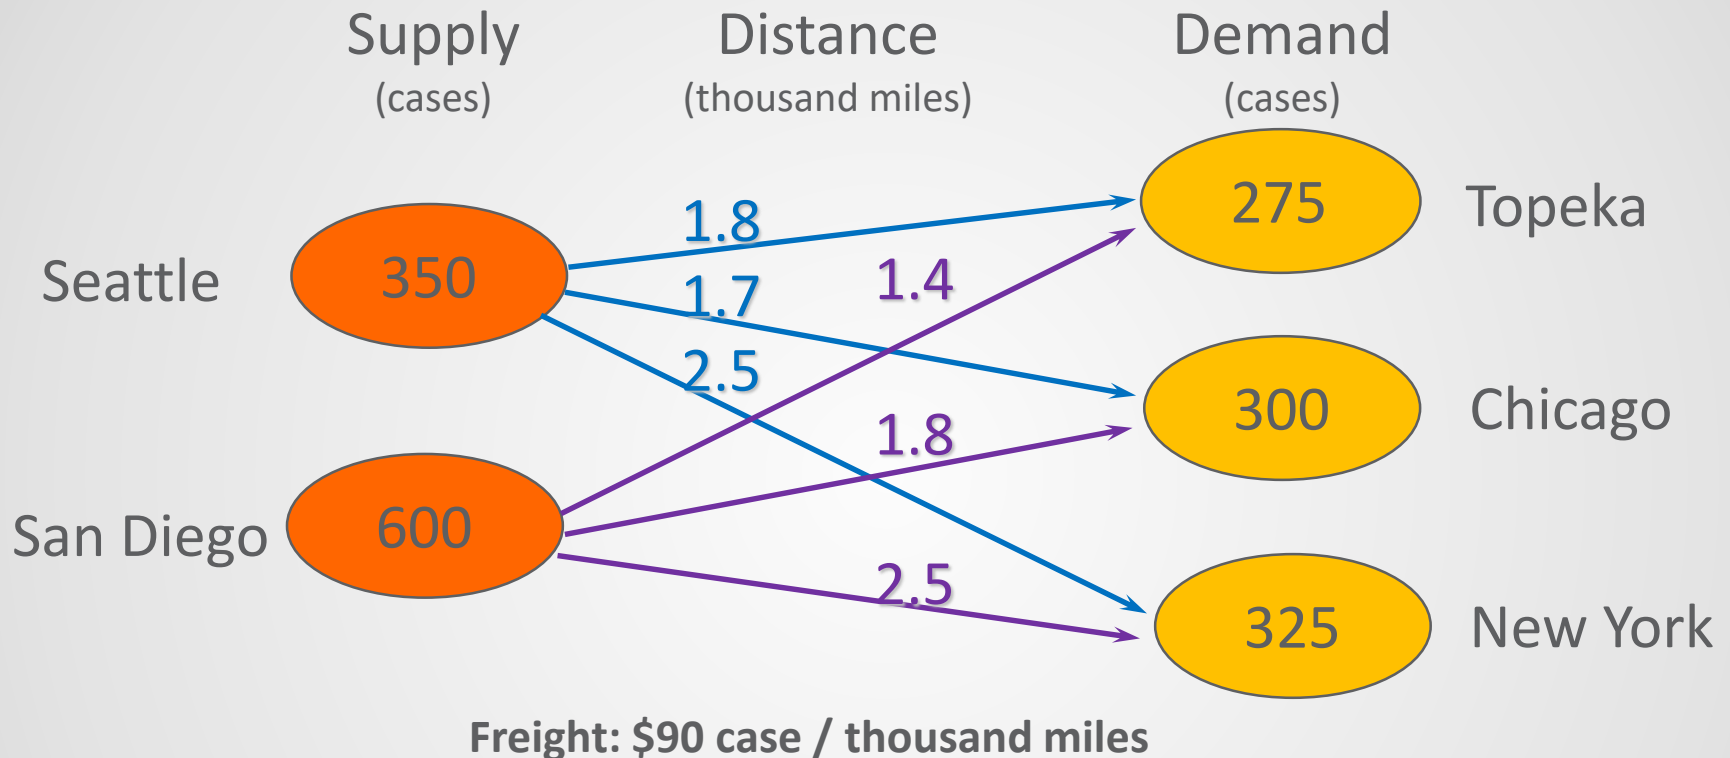 Supply Distance Demand
(cases) (thousand miles) (cases)
275 Topeka
1.8
Seattle 350
1.4
1.7
2.5
300 Chicago
1.8
San Diego 600
2.5
325 New York
Freight: $90 case / thousand miles